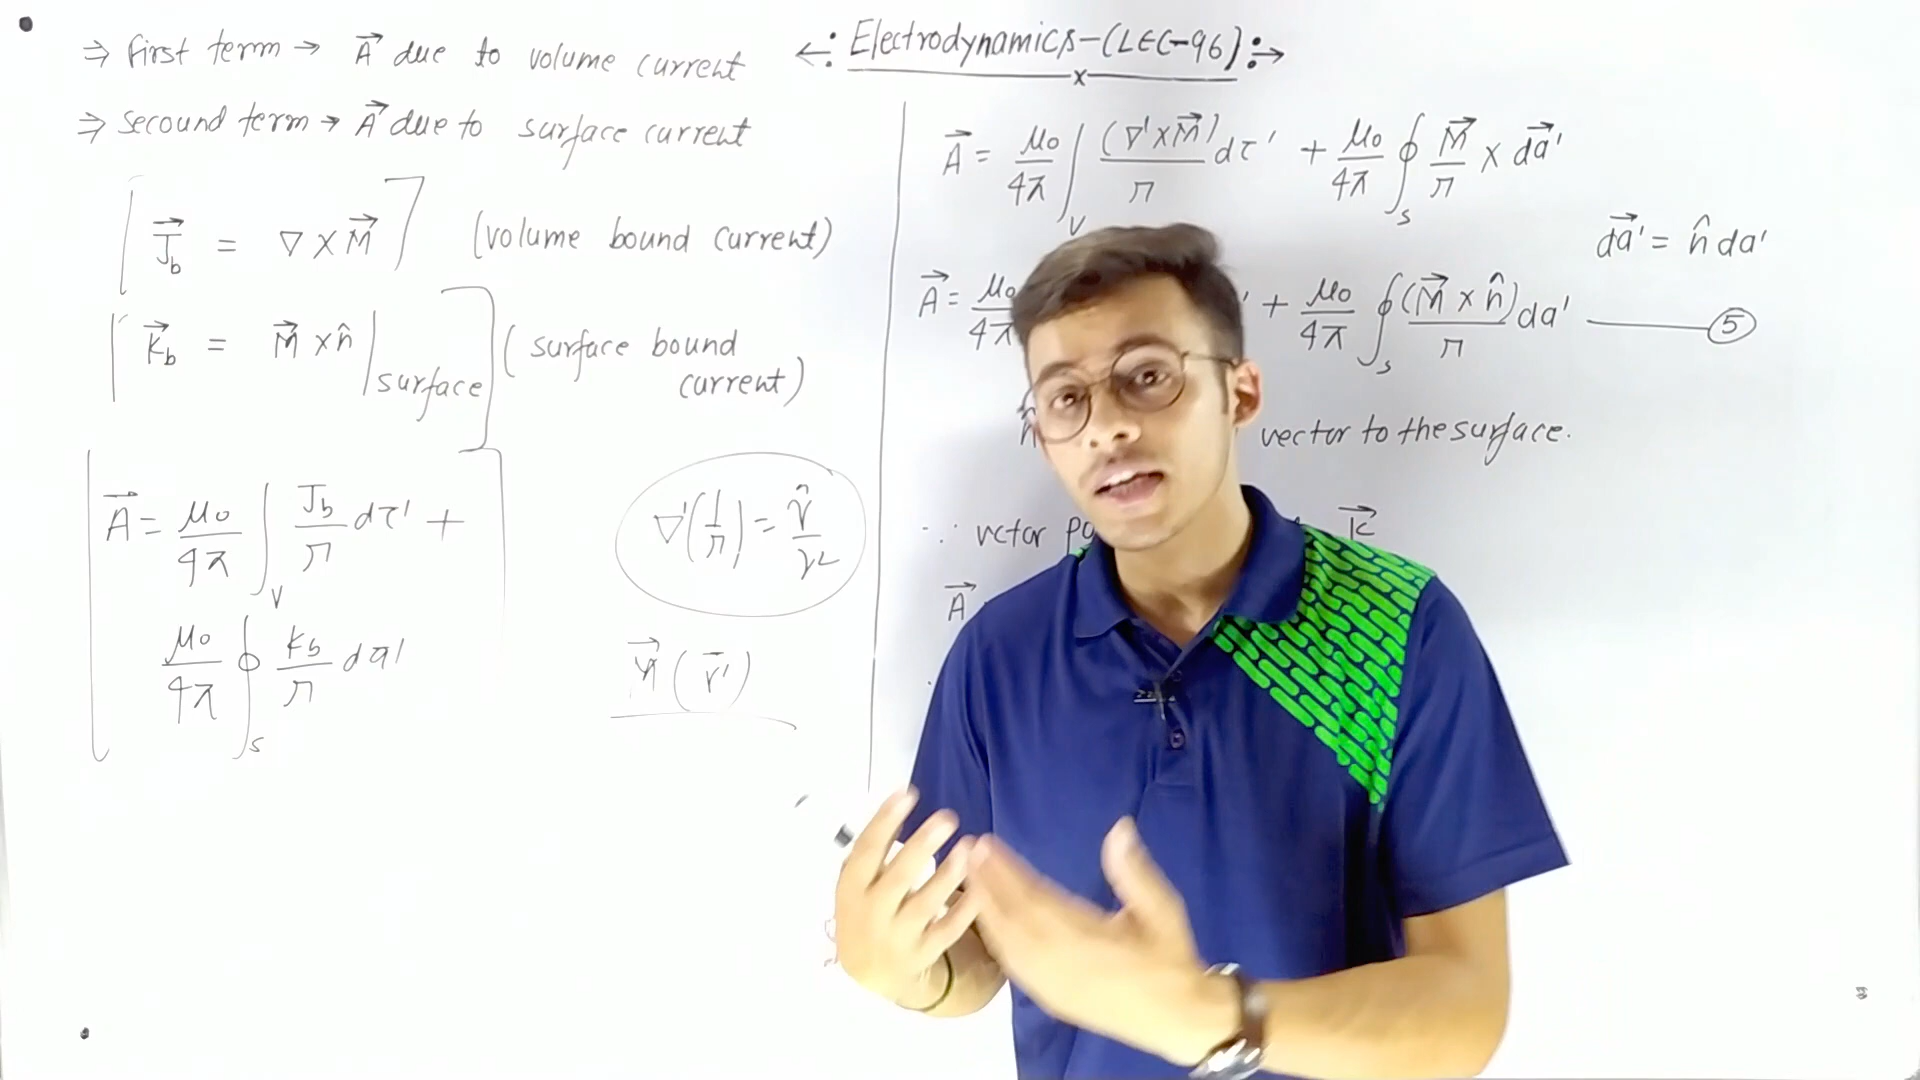 ⇒ First term → A⃗ due to volume current
⇒ Secound term → A⃗ due to surface current
J⃗b = ∇ × M⃗ (volume bound current)
K⃗b = M⃗ × n̂ |surface (surface bound
current)
A⃗ = μ₀/4π ∫V Jb/r dτ' +
μ₀/4π ∮S Kb/r da'
∇'(1/r) = r̂/r²
(r⃗')
←: Electrodynamics-(LEC-96) :→
x
A⃗ = μ₀/4π ∫V (∇' × M⃗)/r dτ' + μ₀/4π ∮S M⃗/r × da⃗'
da⃗' = n̂ da'
A⃗ = μ₀/4π ' + μ₀/4π ∮S (M⃗ × n̂)/r da' —— ⑤
n̂ vector to the surface.
∵ vector K⃗
A⃗